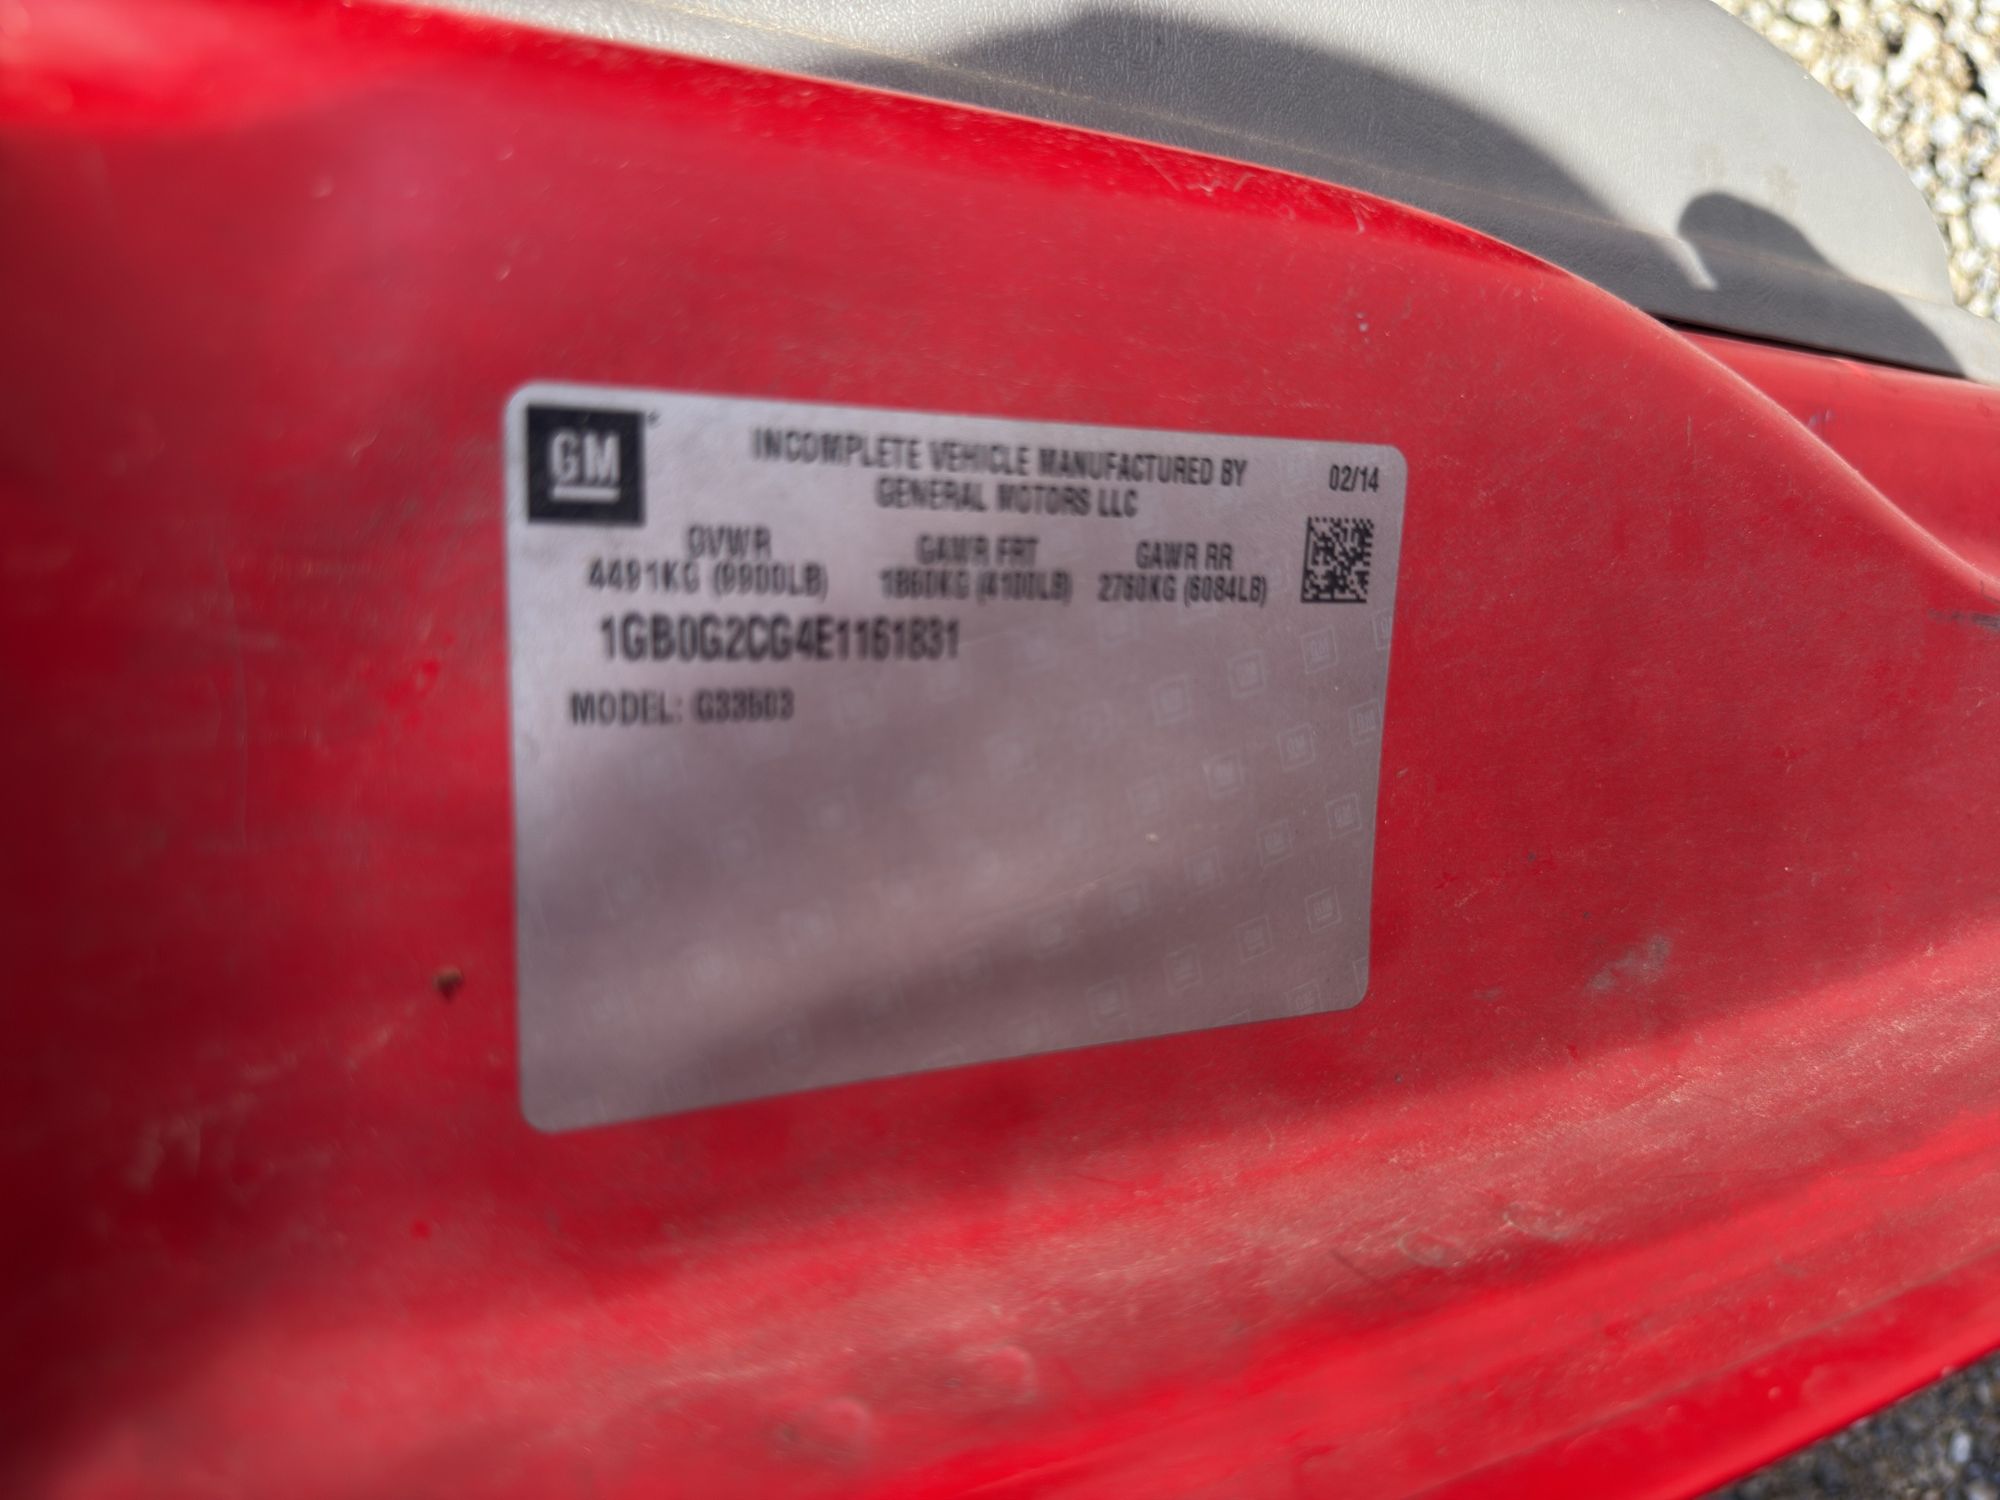 GM
INCOMPLETE VEHICLE MANUFACTURED BY
GENERAL MOTORS LLC
02/14
GVWR GAWR FRT GAWR RR
4491KG (9900LB) 1860KG (4100LB) 2760KG (6084LB)
1GB0G2CG4E1161831
MODEL: G33503